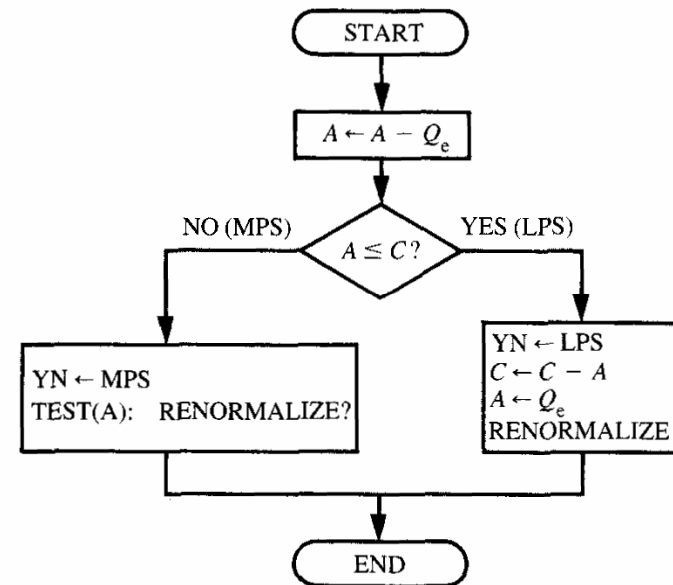 START
A ← A − Qe
NO (MPS)
A ≤ C?
YES (LPS)
YN ← MPS
TEST(A): RENORMALIZE?
YN ← LPS
C ← C − A
A ← Qe
RENORMALIZE
END